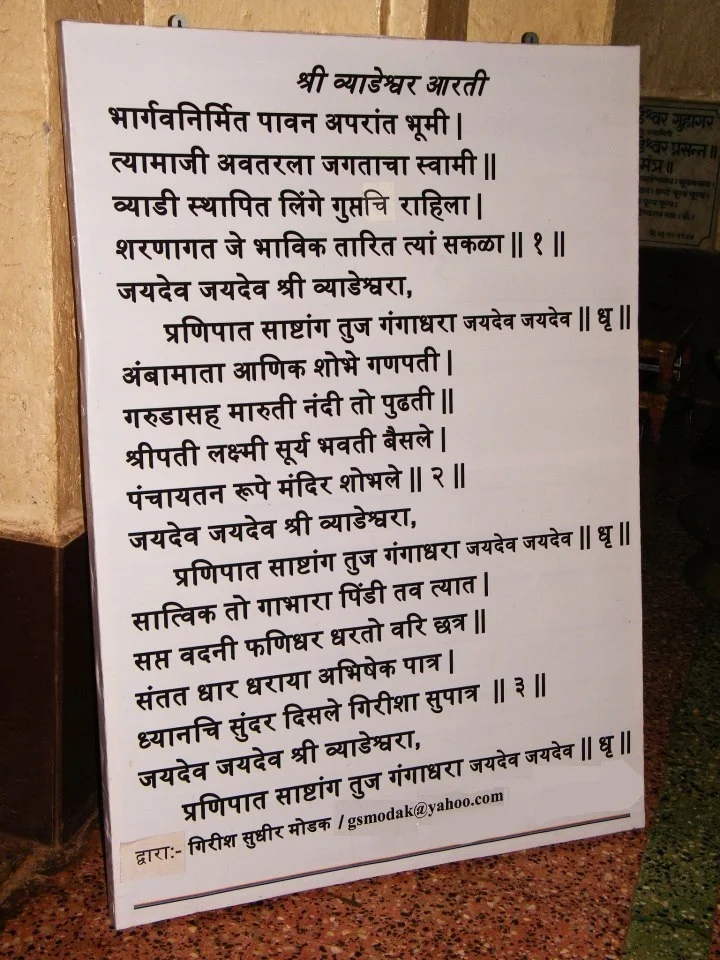 श्री व्याडेश्वर आरती
भार्गवनिर्मित पावन अपरांत भूमी |
त्यामाजी अवतरला जगताचा स्वामी ||
व्याडी स्थापित लिंगे गुप्तचि राहिला |
शरणागत जे भाविक तारित त्यां सकळा || १ ||
जयदेव जयदेव श्री व्याडेश्वरा,
प्रणिपात साष्टांग तुज गंगाधरा जयदेव जयदेव || धृ ||
अंबामाता आणिक शोभे गणपती |
गरुडासह मारुती नंदी तो पुढती ||
श्रीपती लक्ष्मी सूर्य भवती बैसले |
पंचायतन रूपे मंदिर शोभले || २ ||
जयदेव जयदेव श्री व्याडेश्वरा,
प्रणिपात साष्टांग तुज गंगाधरा जयदेव जयदेव || धृ ||
सात्विक तो गाभारा पिंडी तव त्यात |
सप्त वदनी फणिधर धरतो वरि छत्र ||
संतत धार धराया अभिषेक पात्र |
ध्यानचि सुंदर दिसले गिरीशा सुपात्र || ३ ||
जयदेव जयदेव श्री व्याडेश्वरा,
प्रणिपात साष्टांग तुज गंगाधरा जयदेव जयदेव || धृ ||
द्वारा:- गिरीश सुधीर मोडक / gsmodak@yahoo.com
गुहागर
प्रसन्न ||